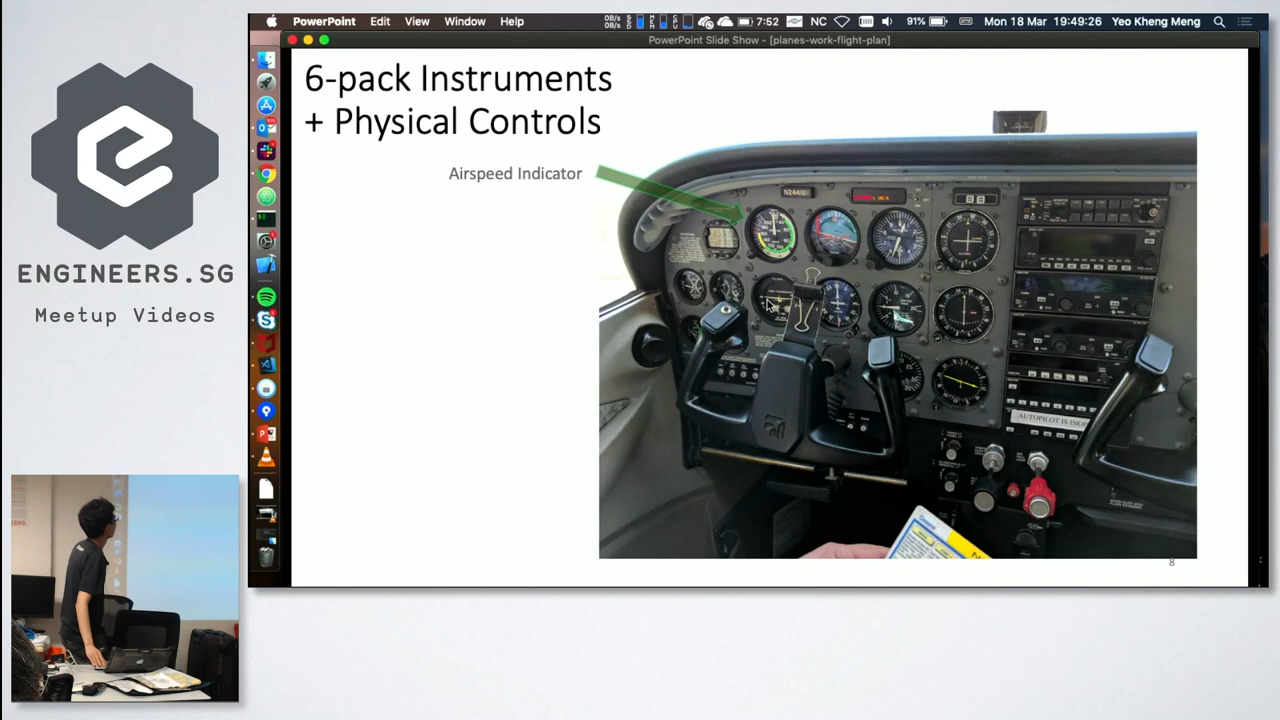 PowerPoint Edit View Window Help
7:52 NC 91% Mon 18 Mar 19:49:26 Yeo Kheng Meng
PowerPoint Slide Show - [planes-work-flight-plan]
6-pack Instruments
+ Physical Controls
Airspeed Indicator
AUTOPILOT IS INOP
8
ENGINEERS.SG
Meetup Videos